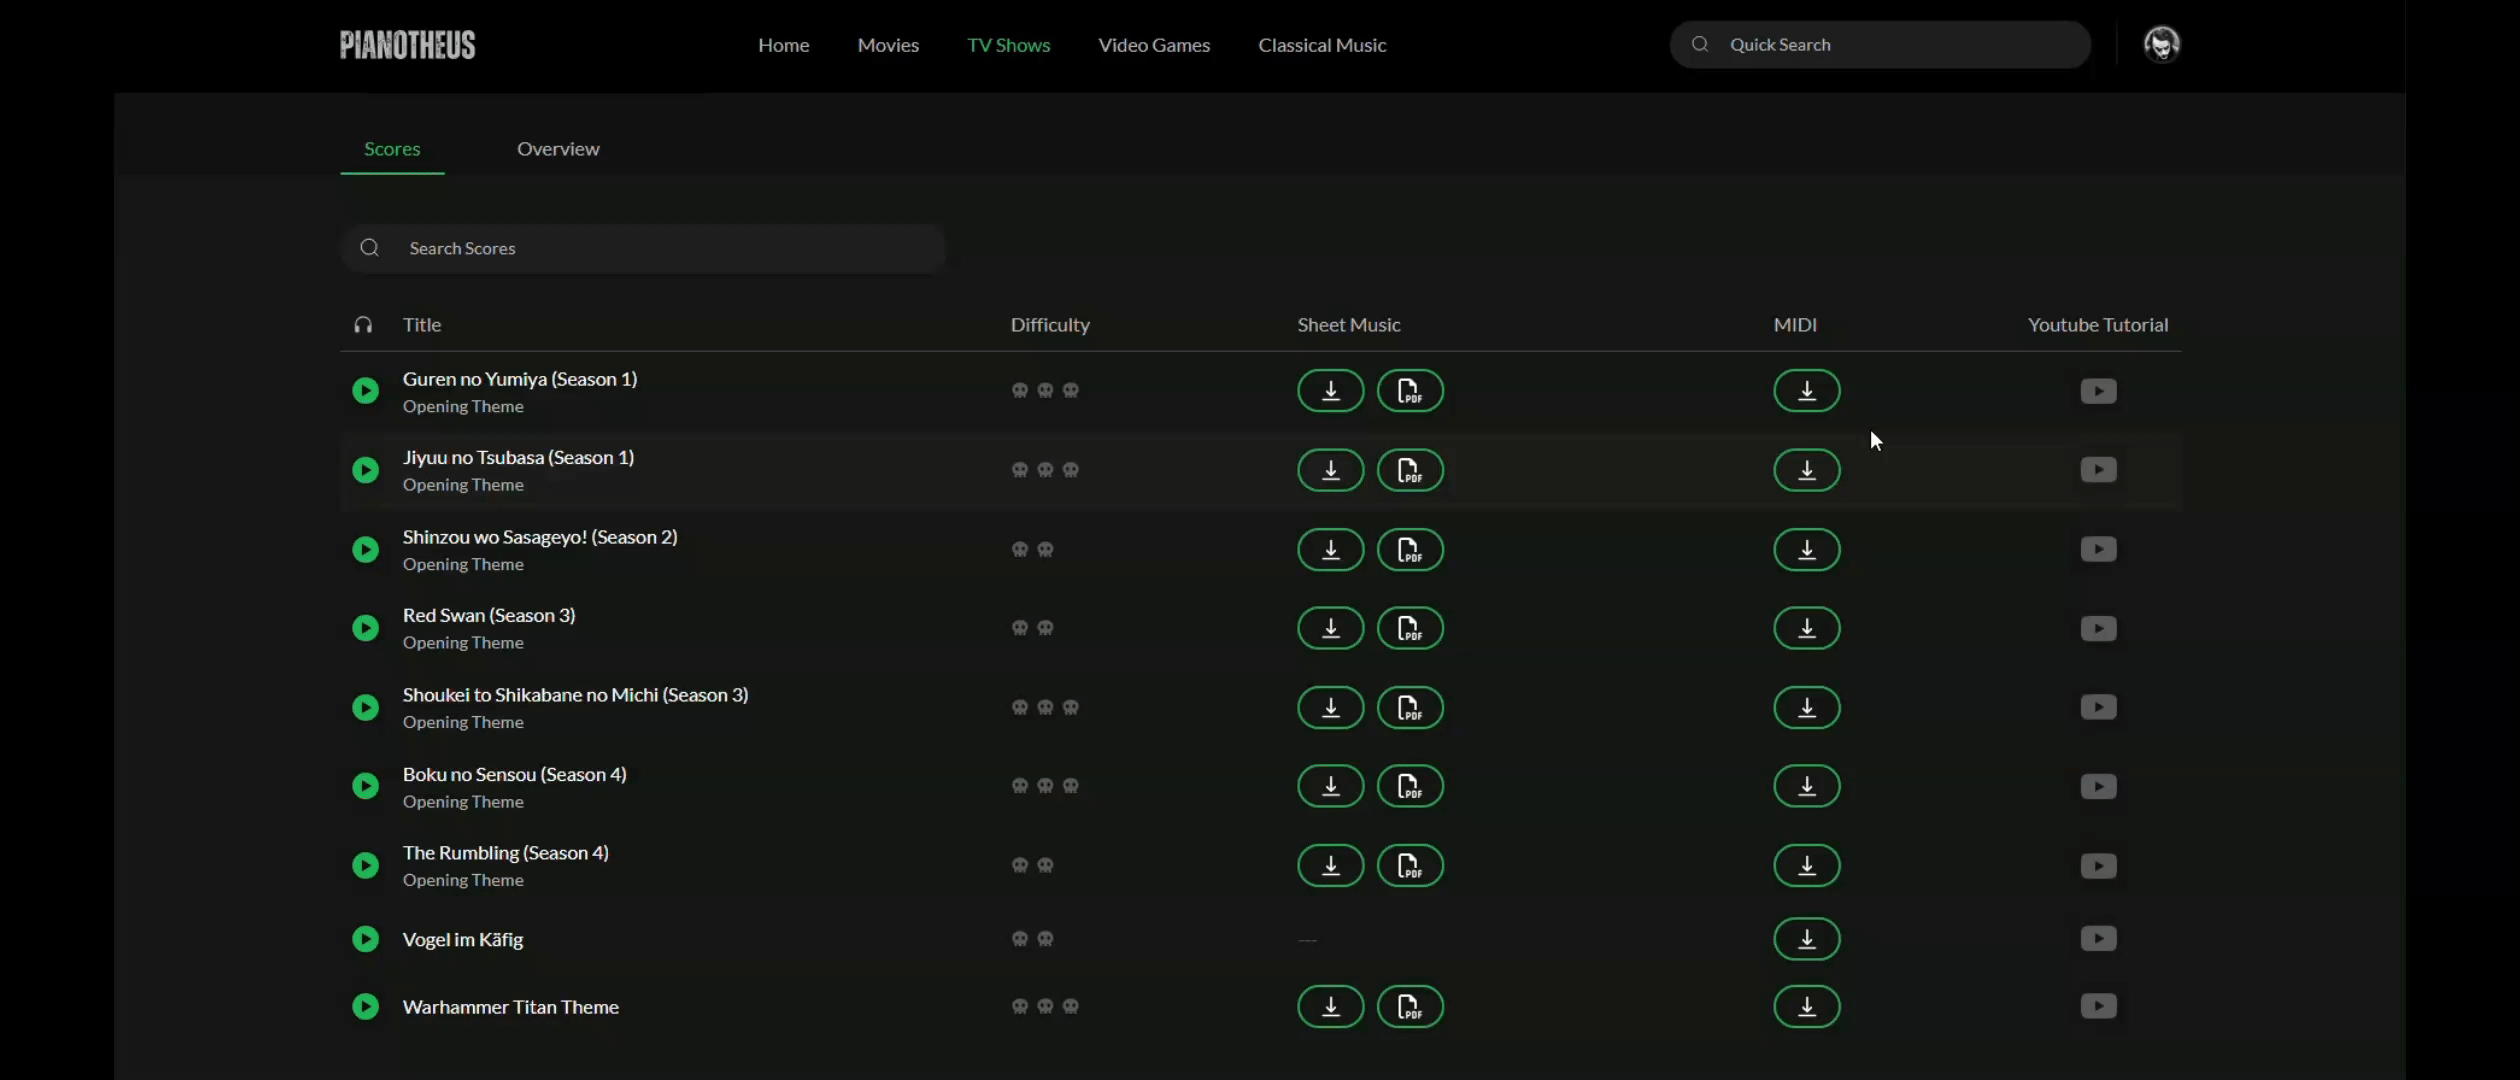 PIANOTHEUS
Home Movies TV Shows Video Games Classical Music
Quick Search
Scores Overview
Search Scores
Title Difficulty Sheet Music MIDI Youtube Tutorial
Guren no Yumiya (Season 1)
Opening Theme
PDF
Jiyuu no Tsubasa (Season 1)
Opening Theme
PDF
Shinzou wo Sasageyo! (Season 2)
Opening Theme
PDF
Red Swan (Season 3)
Opening Theme
PDF
Shoukei to Shikabane no Michi (Season 3)
Opening Theme
PDF
Boku no Sensou (Season 4)
Opening Theme
PDF
The Rumbling (Season 4)
Opening Theme
PDF
Vogel im Käfig ---
Warhammer Titan Theme
PDF